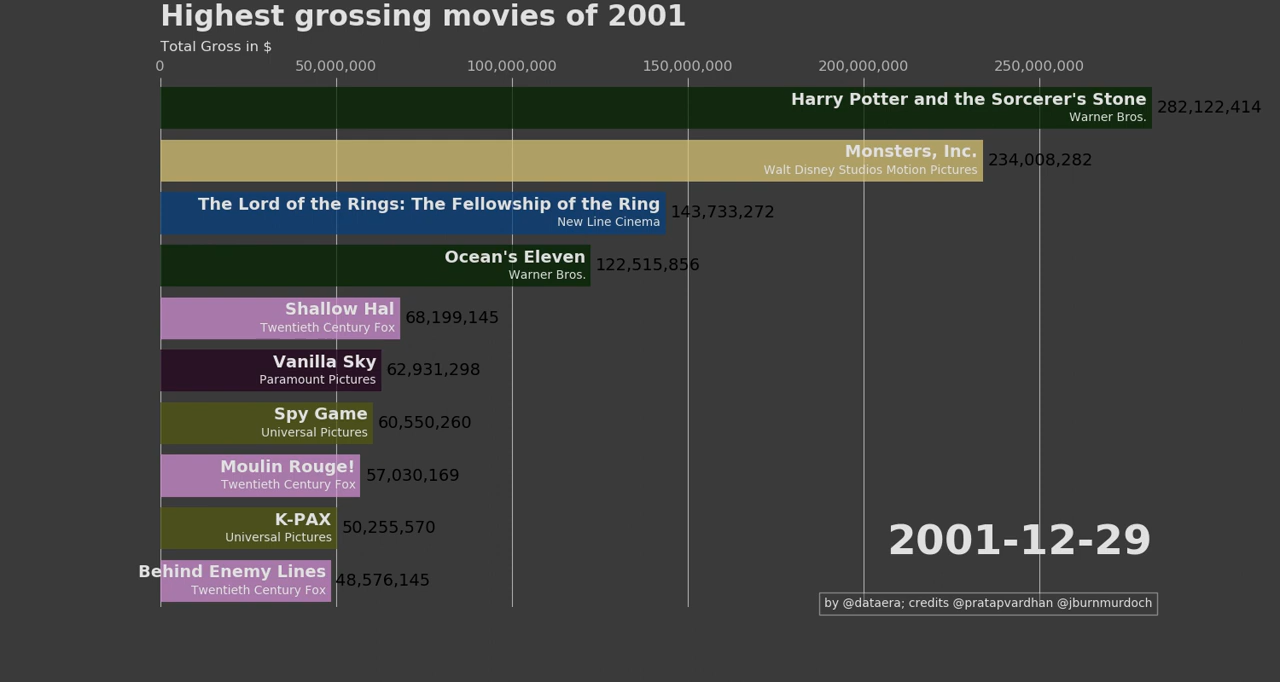 Highest grossing movies of 2001
Total Gross in $
0 50,000,000 100,000,000 150,000,000 200,000,000 250,000,000
Harry Potter and the Sorcerer's Stone
Warner Bros.
282,122,414
Monsters, Inc.
Walt Disney Studios Motion Pictures
234,008,282
The Lord of the Rings: The Fellowship of the Ring
New Line Cinema
143,733,272
Ocean's Eleven
Warner Bros.
122,515,856
Shallow Hal
Twentieth Century Fox
68,199,145
Vanilla Sky
Paramount Pictures
62,931,298
Spy Game
Universal Pictures
60,550,260
Moulin Rouge!
Twentieth Century Fox
57,030,169
K-PAX
Universal Pictures
50,255,570
Behind Enemy Lines
Twentieth Century Fox
48,576,145
2001-12-29
by @dataera; credits @pratapvardhan @jburnmurdoch